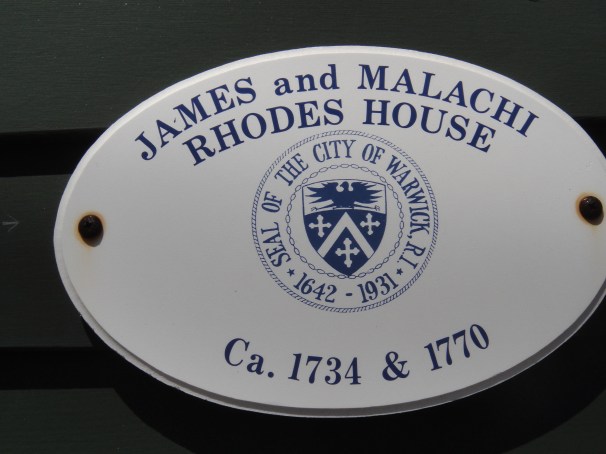 JAMES and MALACHI
RHODES HOUSE
SEAL OF THE CITY OF WARWICK, R.I.
★ 1642 - 1931 ★
Ca. 1734 & 1770